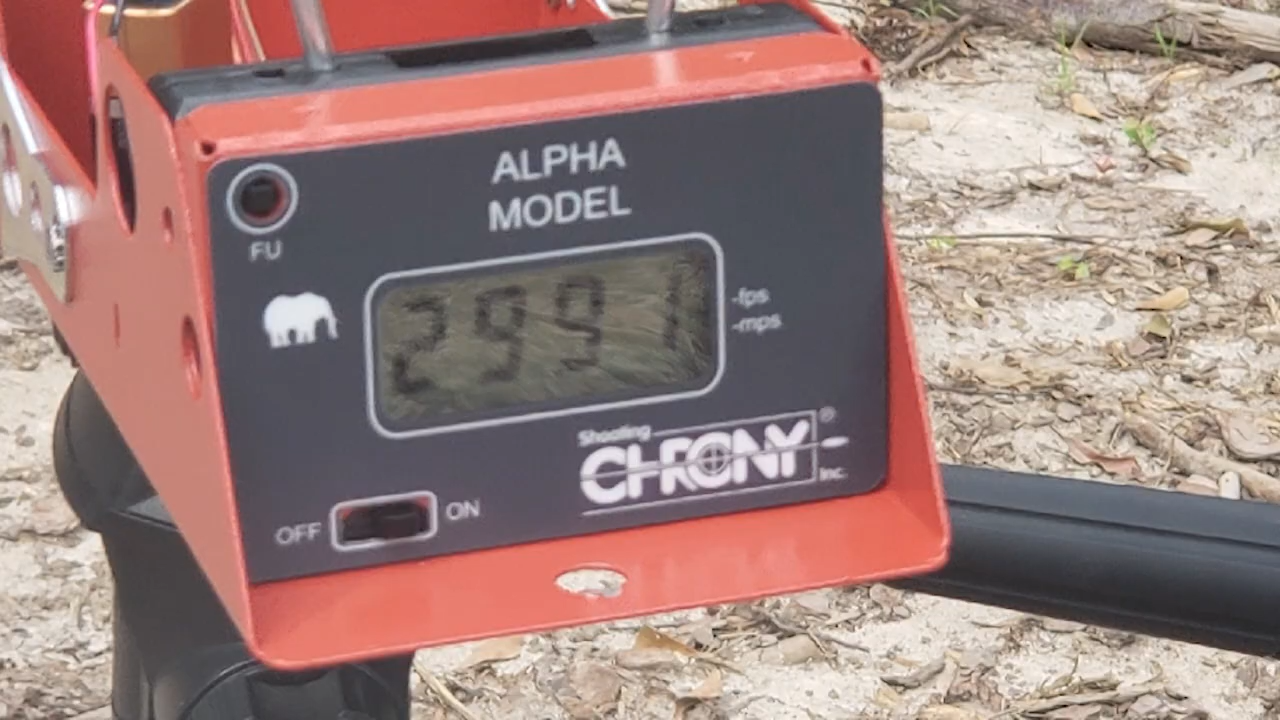 ALPHA
MODEL
FU
2991
-fps
-mps
Shooting
CHRONY®
Inc.
OFF
ON